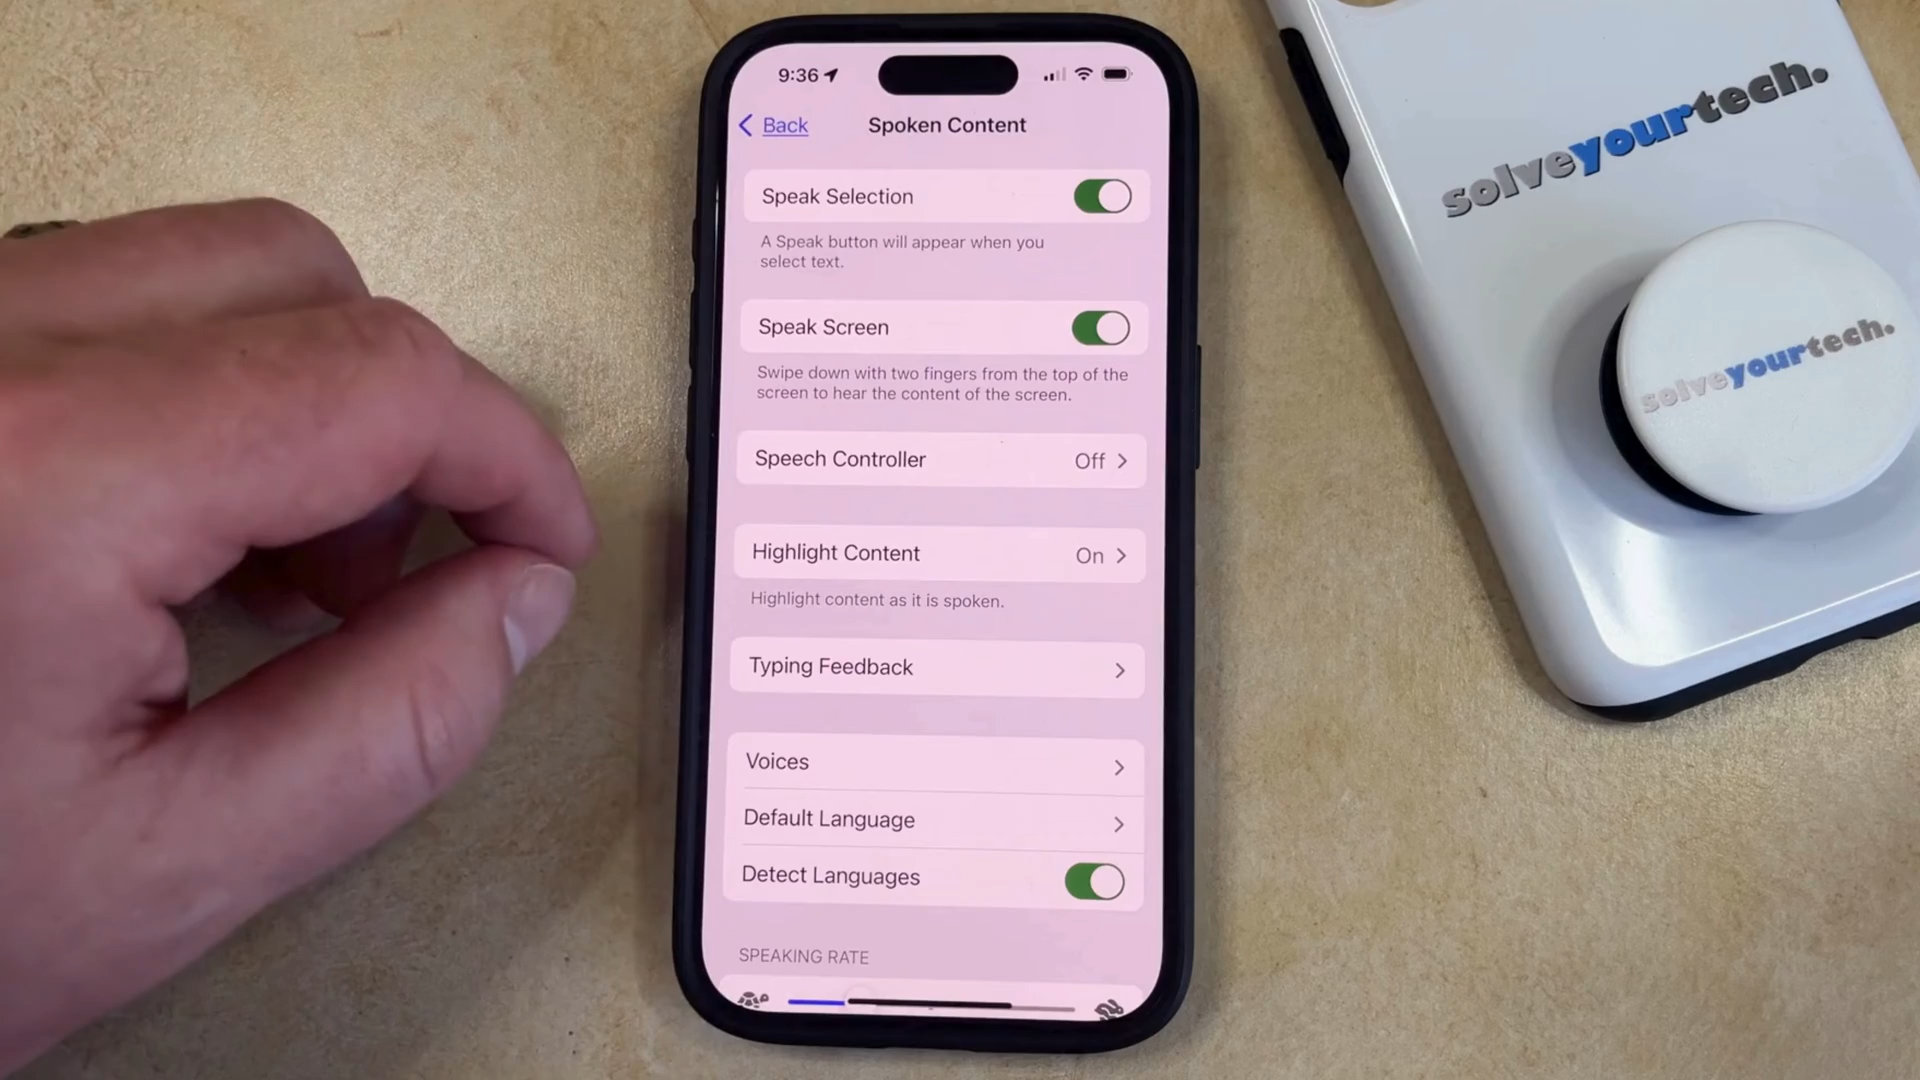 9:36
Back
Spoken Content
Speak Selection
A Speak button will appear when you
select text.
Speak Screen
Swipe down with two fingers from the top of the
screen to hear the content of the screen.
Speech Controller
Off
Highlight Content
On
Highlight content as it is spoken.
Typing Feedback
Voices
Default Language
Detect Languages
SPEAKING RATE
solveyourtech.
solveyourtech.